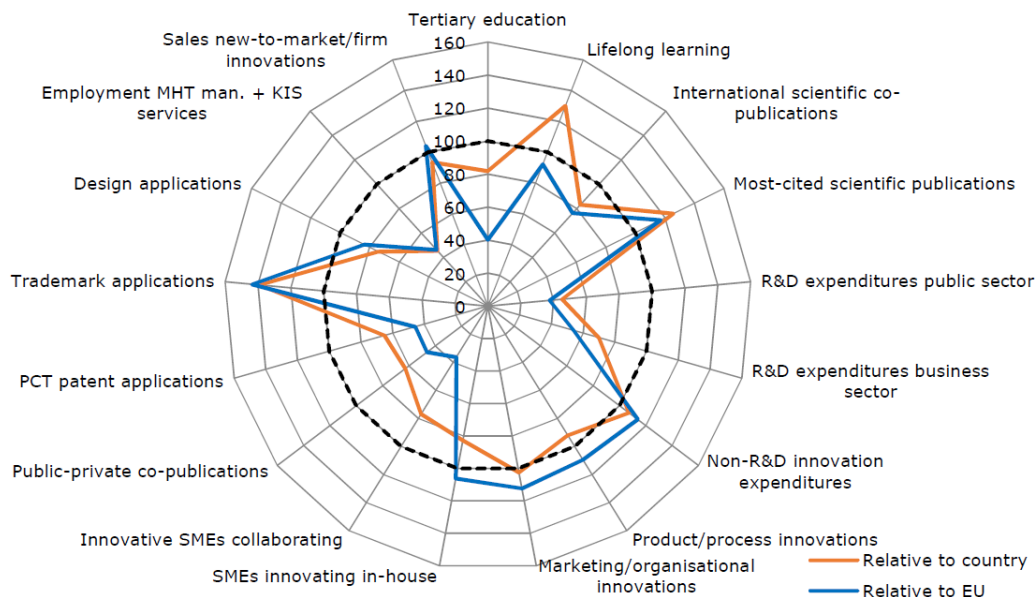 Tertiary education
Sales new-to-market/firm
innovations
Lifelong learning
Employment MHT man. + KIS
services
International scientific co-
publications
Design applications
Most-cited scientific publications
Trademark applications
R&D expenditures public sector
PCT patent applications
R&D expenditures business
sector
Public-private co-publications
Non-R&D innovation
expenditures
Innovative SMEs collaborating
Product/process innovations
SMEs innovating in-house
Marketing/organisational
innovations
160
140
120
100
80
60
40
20
0
Relative to country
Relative to EU